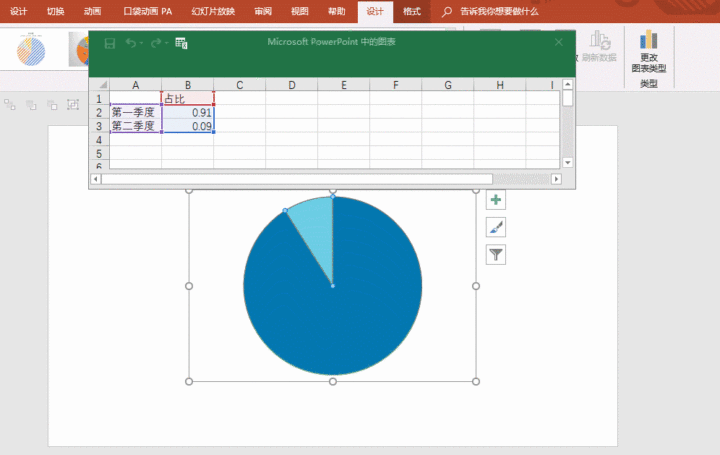 设计 切换 动画 口袋动画 PA 幻灯片放映 审阅 视图 帮助 设计 格式 告诉我你想要做什么
Microsoft PowerPoint 中的图表
刷新数据
更改
图表类型
类型
A B C D E F G H I
1 占比
2 第一季度 0.91
3 第二季度 0.09
4
5
6